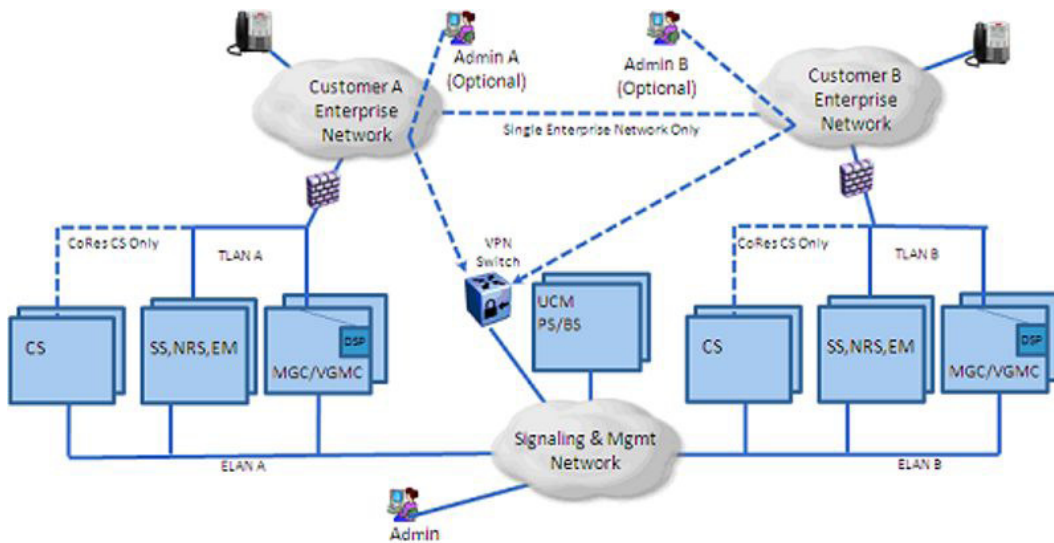 Admin A
(Optional)
Admin B
(Optional)
Customer A
Enterprise
Network
Customer B
Enterprise
Network
Single Enterprise Network Only
CoRes CS Only
TLAN A
VPN
Switch
CoRes CS Only
TLAN B
UCM
PS/BS
CS
SS,NRS,EM
DSP
MGC/VGMC
CS
SS,NRS,EM
DSP
MGC/VGMC
Signaling & Mgmt
Network
ELAN A
ELAN B
Admin